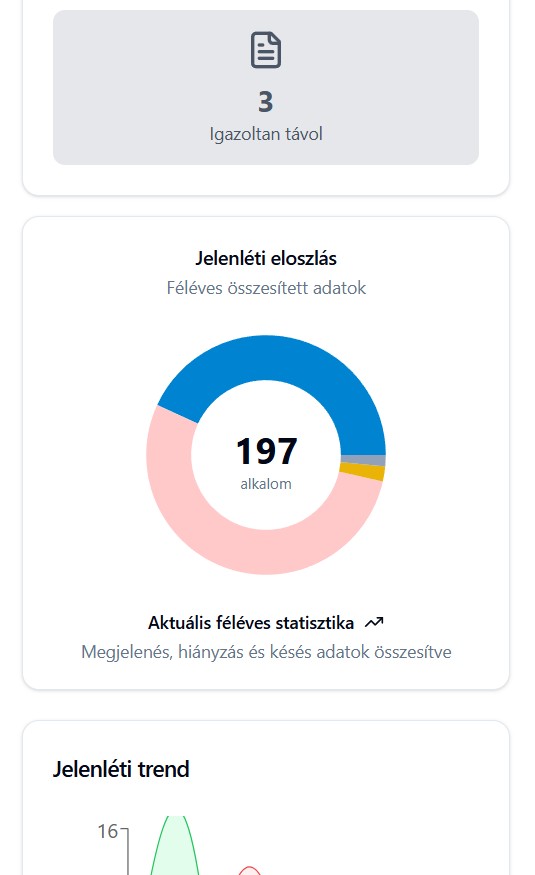 3
Igazoltan távol
Jelenléti eloszlás
Féléves összesített adatok
197
alkalom
Aktuális féléves statisztika
Megjelenés, hiányzás és késés adatok összesítve
Jelenléti trend
16